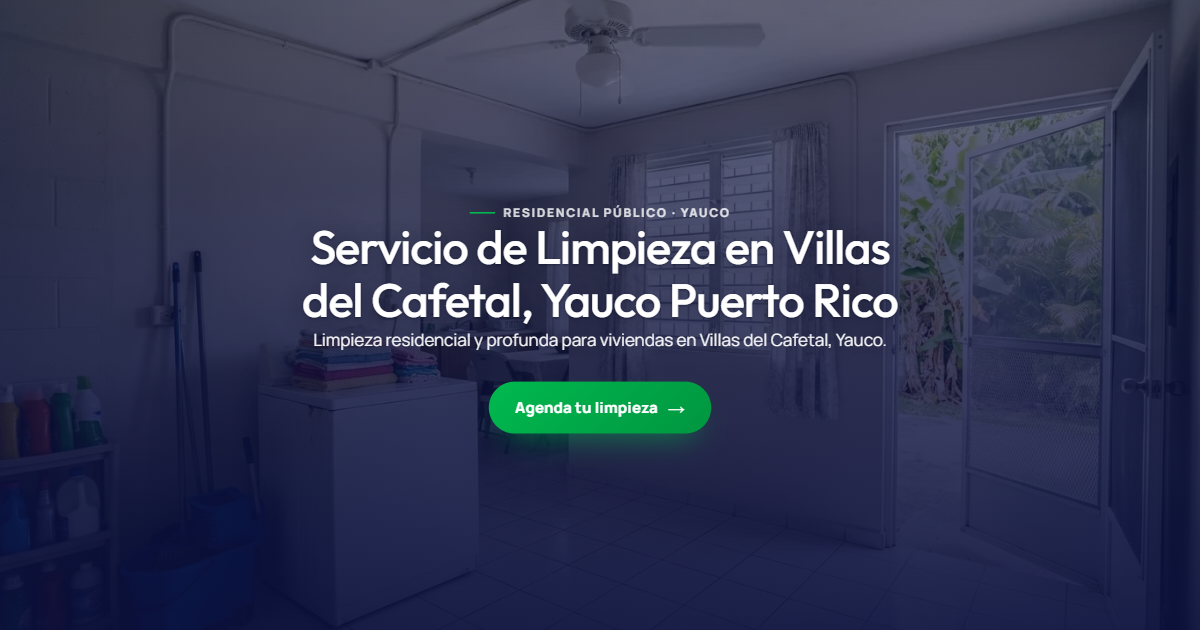 RESIDENCIAL PÚBLICO · YAUCO
Servicio de Limpieza en Villas
del Cafetal, Yauco Puerto Rico
Limpieza residencial y profunda para viviendas en Villas del Cafetal, Yauco.
Agenda tu limpieza →